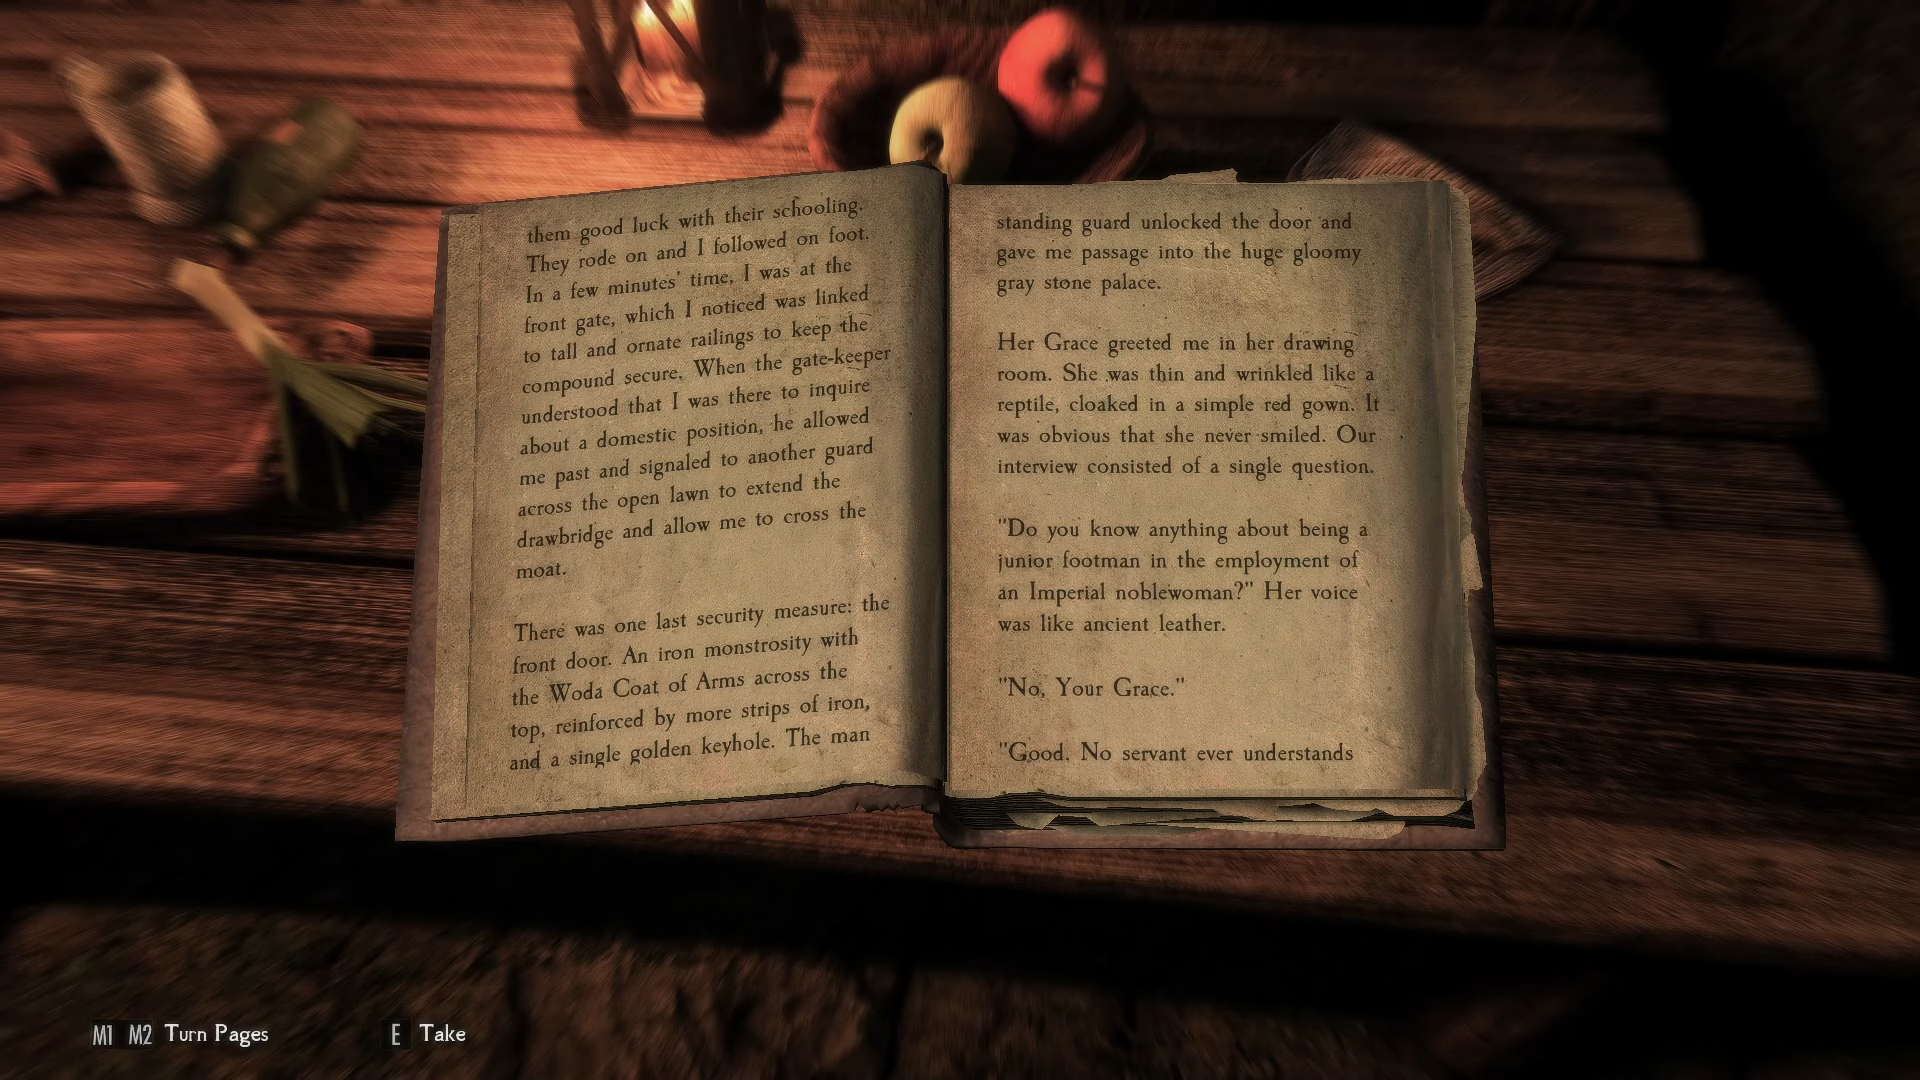 them good luck with their schooling.
They rode on and I followed on foot.
In a few minutes' time, I was at the
front gate, which I noticed was linked
to tall and ornate railings to keep the
compound secure. When the gate-keeper
understood that I was there to inquire
about a domestic position, he allowed
me past and signaled to another guard
across the open lawn to extend the
drawbridge and allow me to cross the
moat.
There was one last security measure: the
front door. An iron monstrosity with
the Woda Coat of Arms across the
top, reinforced by more strips of iron,
and a single golden keyhole. The man
standing guard unlocked the door and
gave me passage into the huge gloomy
gray stone palace.
Her Grace greeted me in her drawing
room. She was thin and wrinkled like a
reptile, cloaked in a simple red gown. It
was obvious that she never smiled. Our
interview consisted of a single question.
"Do you know anything about being a
junior footman in the employment of
an Imperial noblewoman?" Her voice
was like ancient leather.
"No, Your Grace."
"Good. No servant ever understands
M1 M2 Turn Pages
E Take